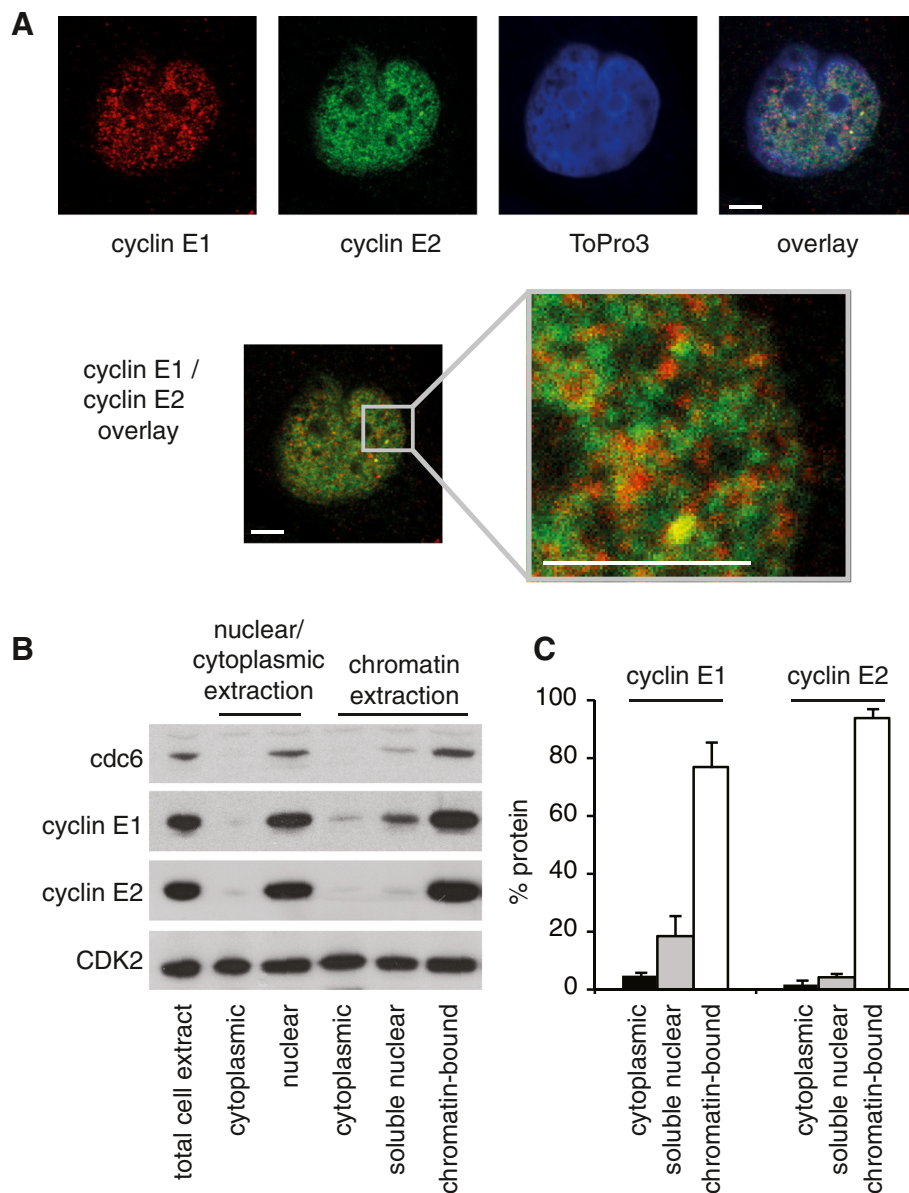 A
cyclin E1
cyclin E2
ToPro3
overlay
cyclin E1 /
cyclin E2
overlay
B
nuclear/
cytoplasmic
extraction
chromatin
extraction
cdc6
cyclin E1
cyclin E2
CDK2
total cell extract
cytoplasmic
nuclear
cytoplasmic
soluble nuclear
chromatin-bound
C
cyclin E1
cyclin E2
% protein
100
80
60
40
20
0
cytoplasmic
soluble nuclear
chromatin-bound
cytoplasmic
soluble nuclear
chromatin-bound